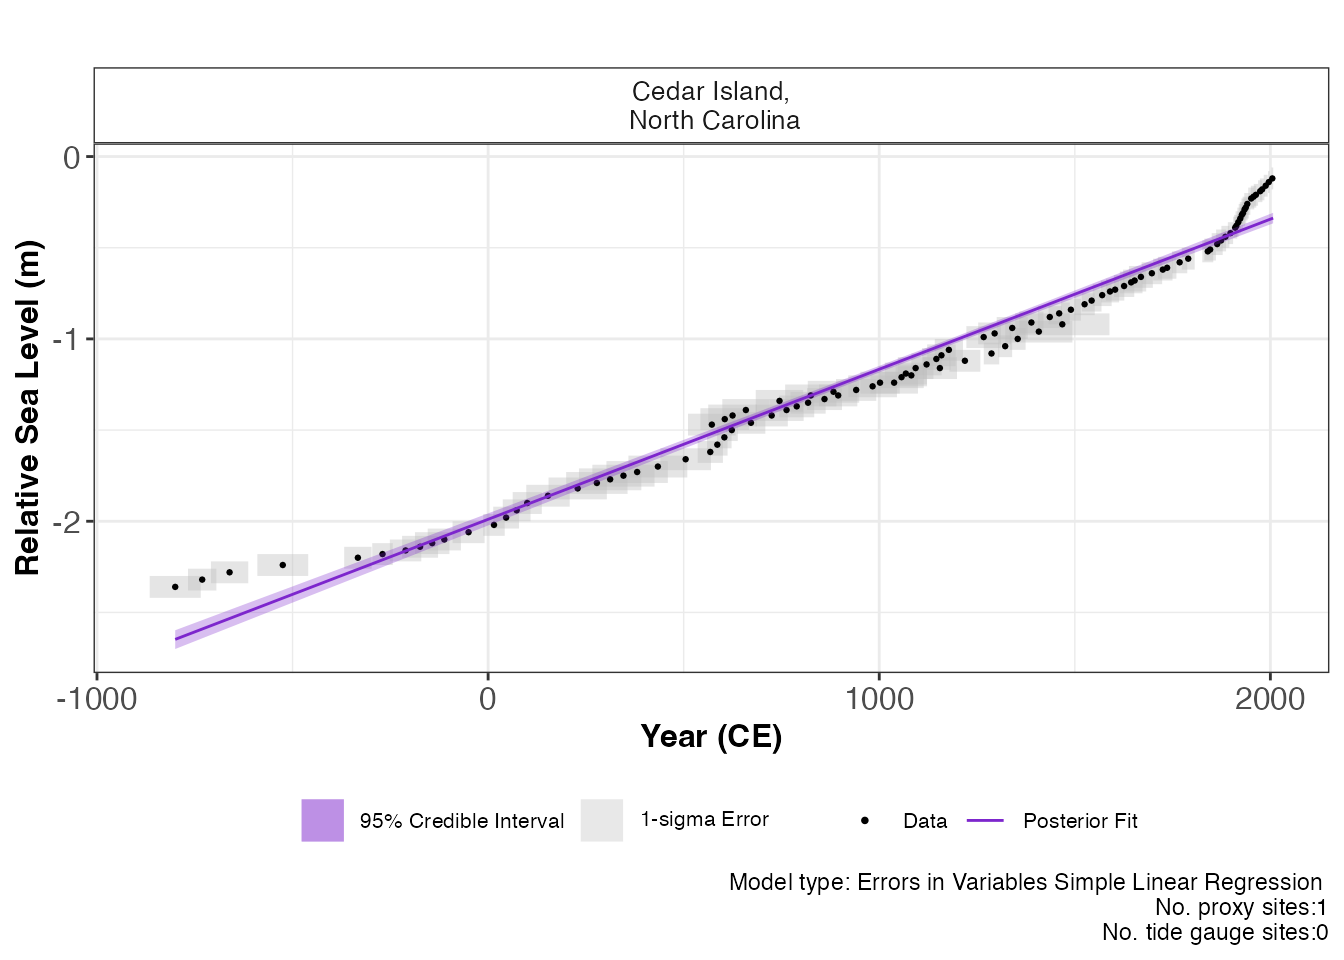 Cedar Island,
North Carolina
0
-1
-2
Relative Sea Level (m)
-1000 0 1000 2000
Year (CE)
95% Credible Interval 1-sigma Error Data Posterior Fit
Model type: Errors in Variables Simple Linear Regression
No. proxy sites:1
No. tide gauge sites:0